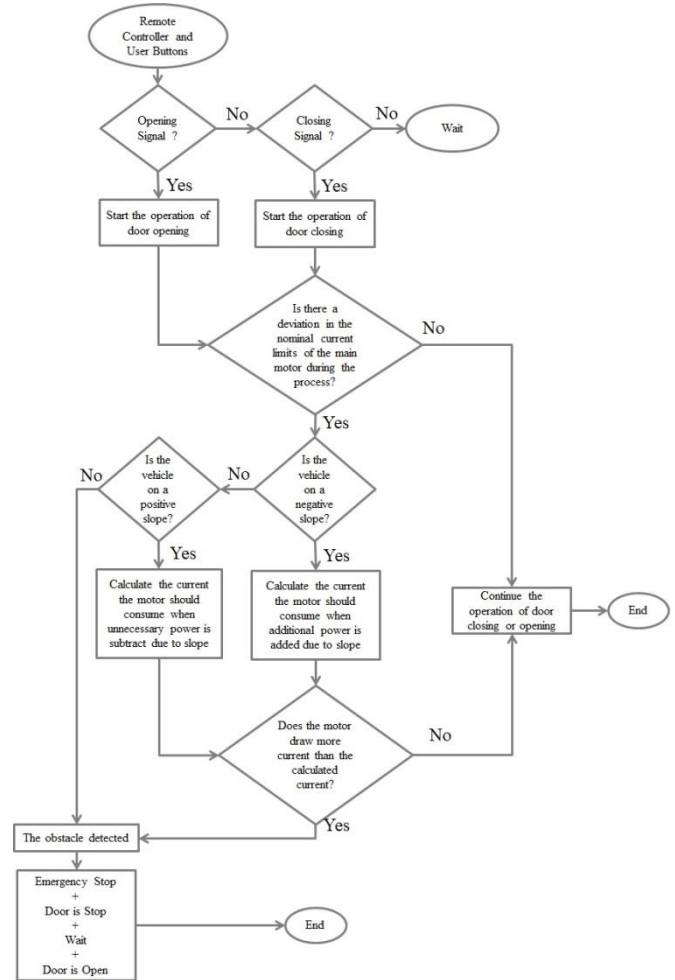 Remote
Controller and
User Buttons
Opening
Signal ?
No
Closing
Signal ?
No
Wait
Yes
Yes
Start the operation of
door opening
Start the operation of
door closing
Is there a
deviation in the
nominal current
limits of the main
motor during the
process?
No
Yes
Is the
vehicle
on a
negative
slope?
No
Is the
vehicle
on a
positive
slope?
No
Yes
Yes
Calculate the current
the motor should
consume when
unnecessary power is
subtract due to slope
Calculate the current
the motor should
consume when
additional power is
added due to slope
Continue the
operation of door
closing or opening
End
Does the motor
draw more
current than the
calculated
current?
No
Yes
The obstacle detected
Emergency Stop
+
Door is Stop
+
Wait
+
Door is Open
End